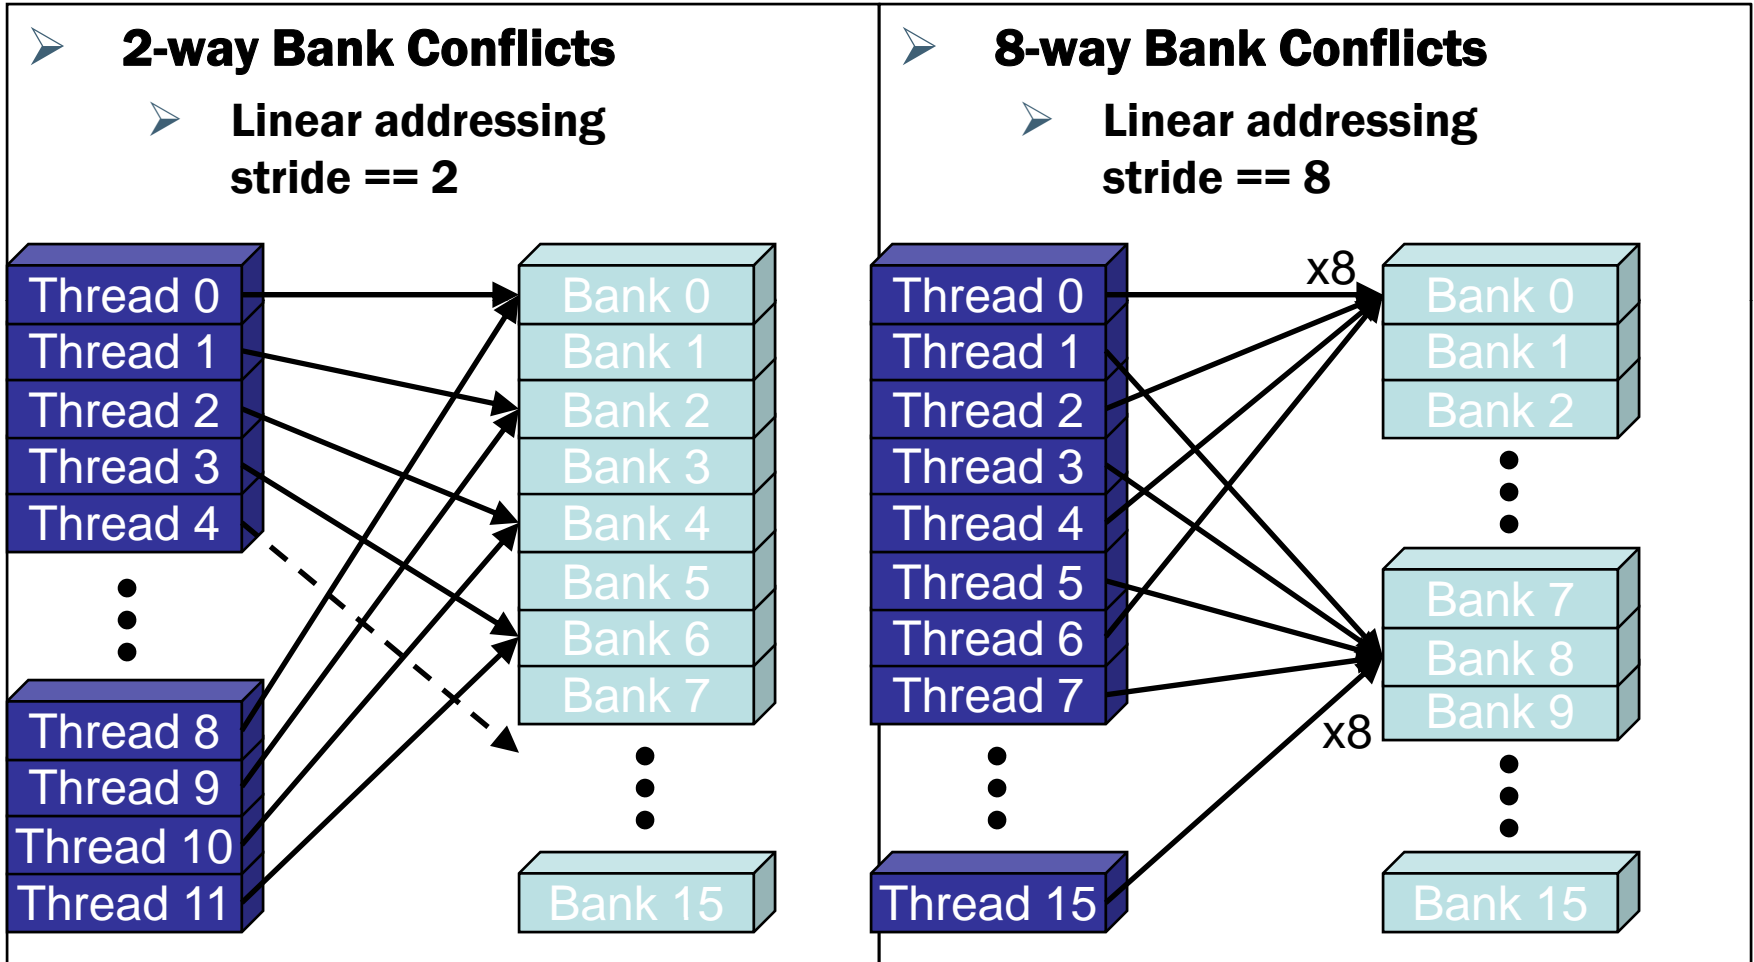 2-way Bank Conflicts
Linear addressing
stride == 2
Thread 0
Thread 1
Thread 2
Thread 3
Thread 4
Thread 8
Thread 9
Thread 10
Thread 11
Bank 0
Bank 1
Bank 2
Bank 3
Bank 4
Bank 5
Bank 6
Bank 7
Bank 15
8-way Bank Conflicts
Linear addressing
stride == 8
Thread 0
Thread 1
Thread 2
Thread 3
Thread 4
Thread 5
Thread 6
Thread 7
Thread 15
x8
x8
Bank 0
Bank 1
Bank 2
Bank 7
Bank 8
Bank 9
Bank 15